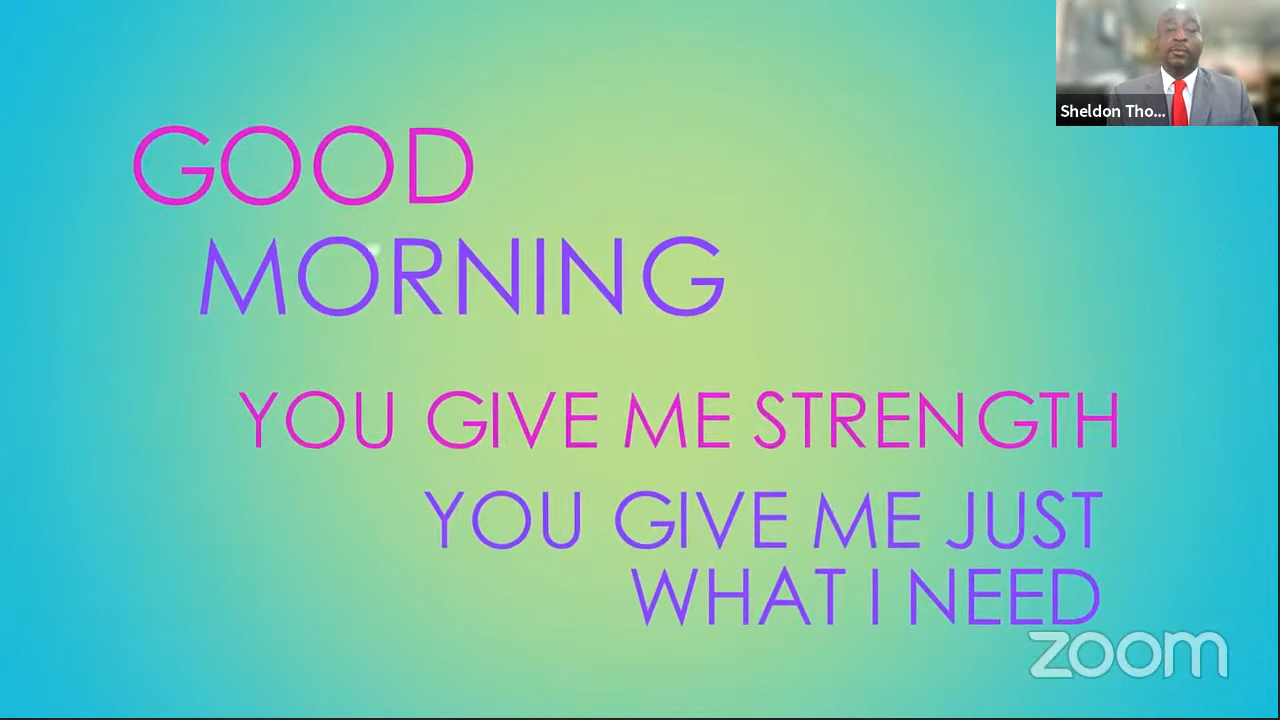 Sheldon Tho...
GOOD
MORNING
YOU GIVE ME STRENGTH
YOU GIVE ME JUST
WHAT I NEED
zoom